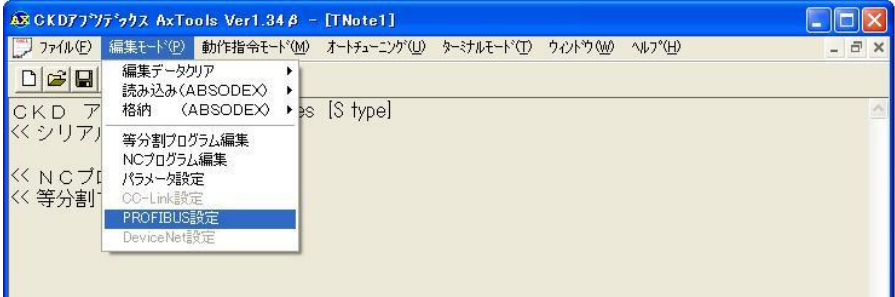 CKDアブソデックス AxTools Ver1.34β - [TNote1]
ファイル(F) 編集モード(P) 動作指令モード(M) オートチューニング(U) ターミナルモード(T) ウィンドウ(W) ヘルプ(H)
編集データクリア
読み込み(ABSODEX)
格納 (ABSODEX)
等分割プログラム編集
NCプログラム編集
パラメータ設定
CC-Link設定
PROFIBUS設定
DeviceNet設定
CKD ア es [S type]
<< シリア
<< NCプロ
<< 等分割